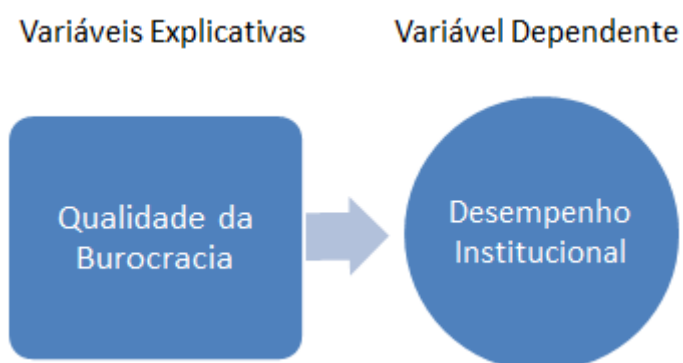 Variáveis Explicativas
Variável Dependente
Qualidade da
Burocracia
Desempenho
Institucional